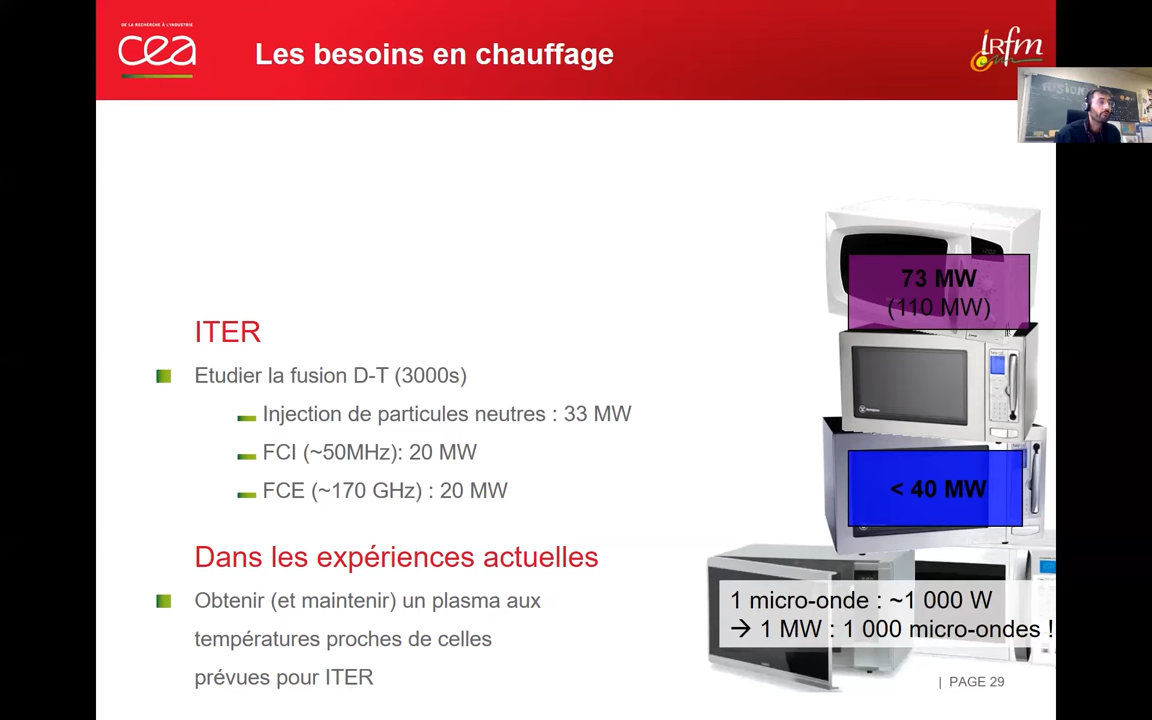 DE LA RECHERCHE À L'INDUSTRIE
cea
Les besoins en chauffage
irfm
FUSION
73 MW
(110 MW)
ITER
Etudier la fusion D-T (3000s)
Injection de particules neutres : 33 MW
FCI (~50MHz): 20 MW
FCE (~170 GHz) : 20 MW
< 40 MW
Dans les expériences actuelles
Obtenir (et maintenir) un plasma aux
températures proches de celles
prévues pour ITER
1 micro-onde : ~1 000 W
→ 1 MW : 1 000 micro-ondes !
| PAGE 29